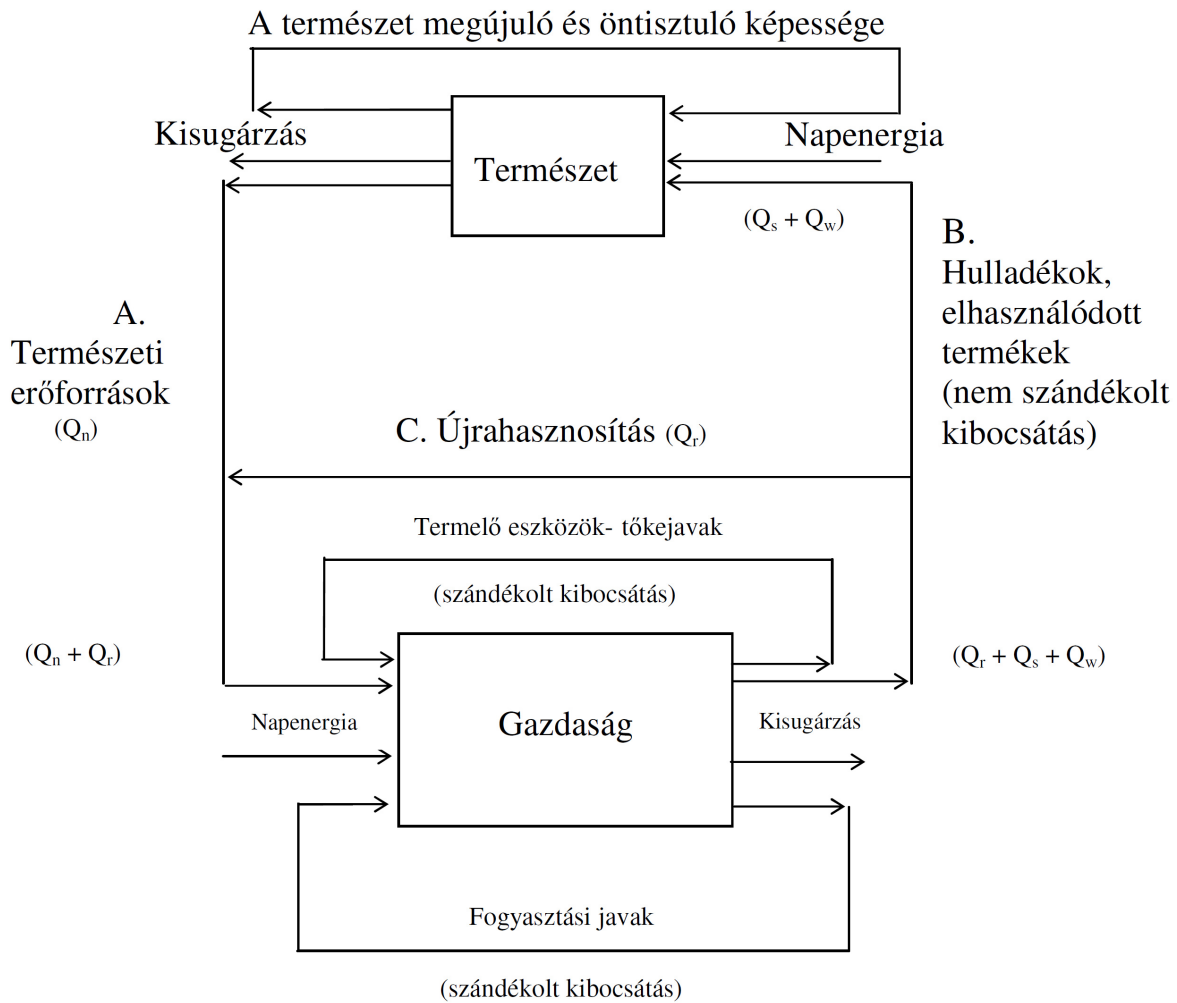 A természet megújuló és öntisztuló képessége
Kisugárzás
Természet
Napenergia
(Qs + Qw)
A.
Természeti
erőforrások
(Qn)
B.
Hulladékok,
elhasználódott
termékek
(nem szándékolt
kibocsátás)
C. Újrahasznosítás (Qr)
Termelő eszközök- tőkejavak
(szándékolt kibocsátás)
(Qn + Qr)
(Qr + Qs + Qw)
Napenergia
Gazdaság
Kisugárzás
Fogyasztási javak
(szándékolt kibocsátás)